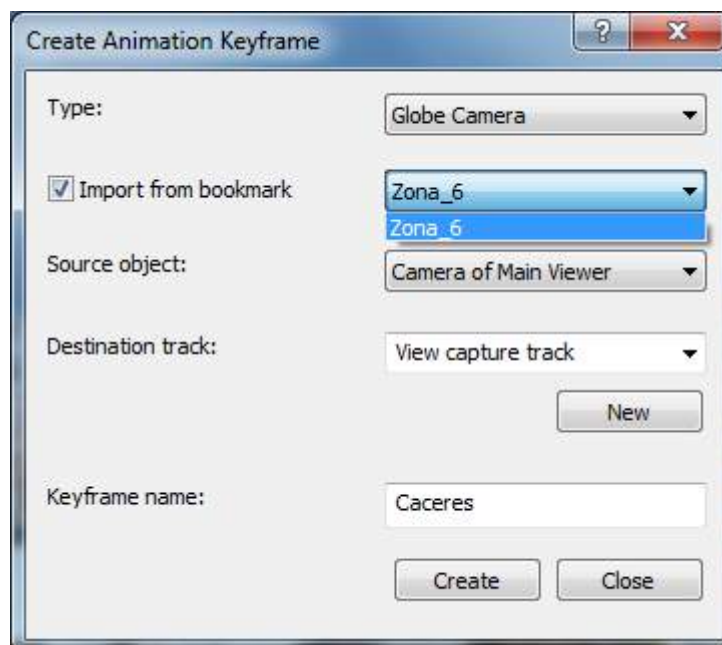 Create Animation Keyframe
Type:
Globe Camera
Import from bookmark
Zona_6
Zona_6
Source object:
Camera of Main Viewer
Destination track:
View capture track
New
Keyframe name:
Caceres
Create
Close